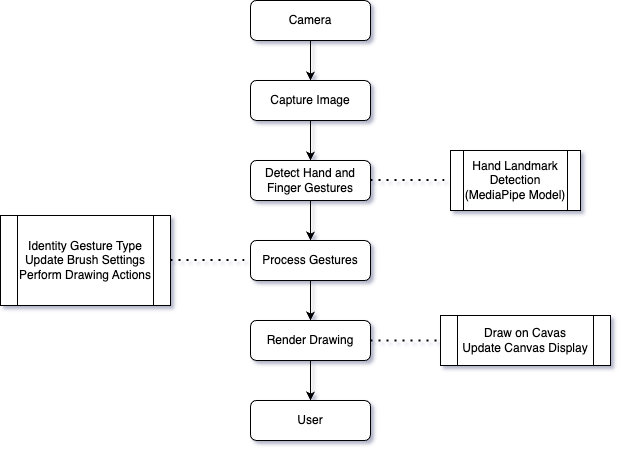 Camera
Capture Image
Detect Hand and
Finger Gestures
Hand Landmark
Detection
(MediaPipe Model)
Identity Gesture Type
Update Brush Settings
Perform Drawing Actions
Process Gestures
Render Drawing
Draw on Cavas
Update Canvas Display
User